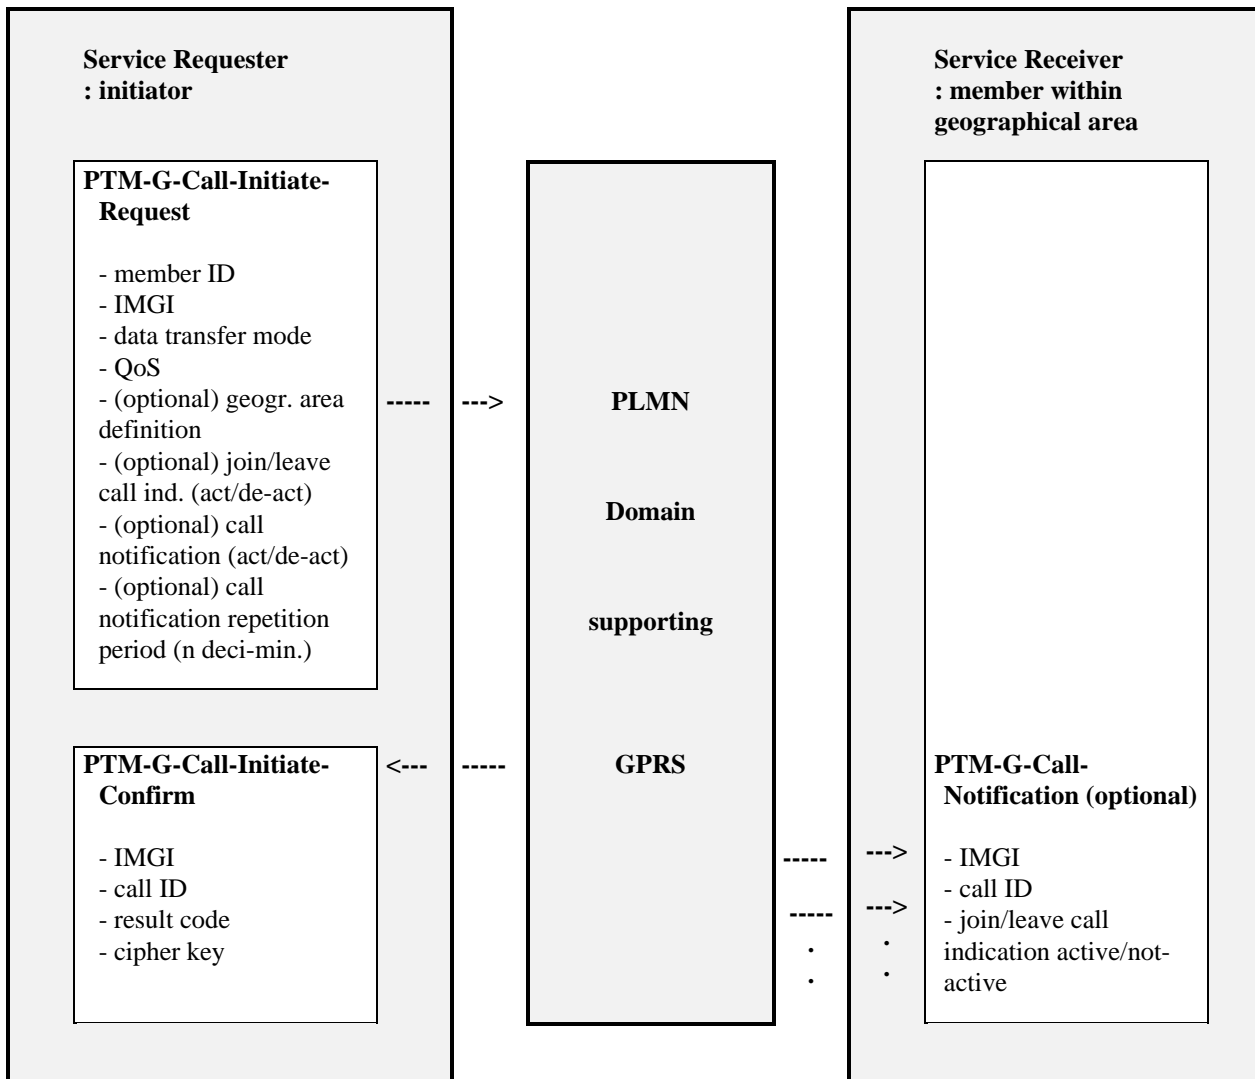 Service Requester
: initiator
PTM-G-Call-Initiate-
Request
- member ID
- IMGI
- data transfer mode
- QoS
- (optional) geogr. area
definition
- (optional) join/leave
call ind. (act/de-act)
- (optional) call
notification (act/de-act)
- (optional) call
notification repetition
period (n deci-min.)
----- --->
PTM-G-Call-Initiate-
Confirm
- IMGI
- call ID
- result code
- cipher key
<--- -----
PLMN
Domain
supporting
GPRS
----- --->
----- --->
. .
. .
Service Receiver
: member within
geographical area
PTM-G-Call-
Notification (optional)
- IMGI
- call ID
- join/leave call
indication active/not-
active